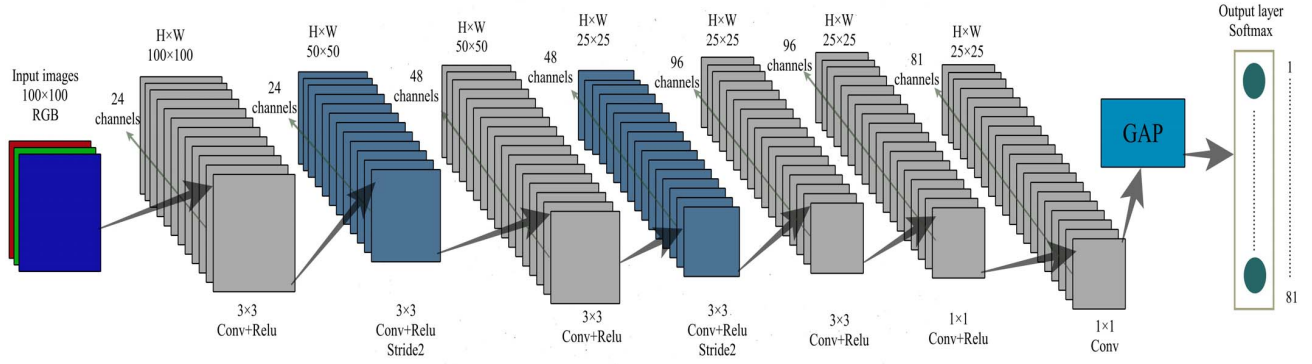 Input images
100×100
RGB
H×W
100×100
24
channels
3×3
Conv+Relu
H×W
50×50
24
channels
3×3
Conv+Relu
Stride2
H×W
50×50
48
channels
3×3
Conv+Relu
H×W
25×25
48
channels
3×3
Conv+Relu
Stride2
H×W
25×25
96
channels
3×3
Conv+Relu
H×W
25×25
96
channels
1×1
Conv+Relu
H×W
25×25
81
channels
1×1
Conv
GAP
Output layer
Softmax
1
81